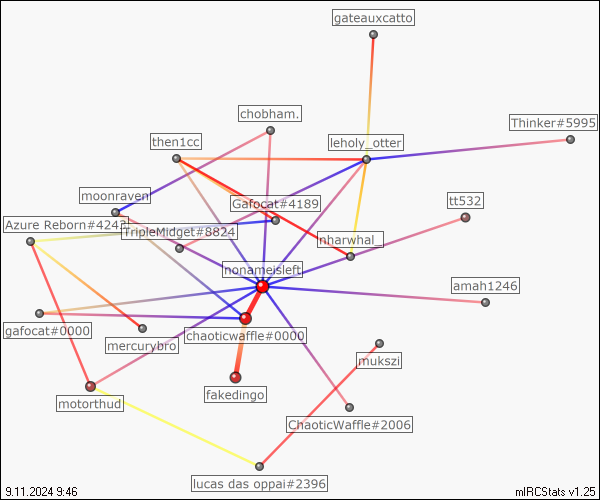 gateauxcatto
chobham.
Thinker#5995
then1cc
leholy_otter
moonraven
Gafocat#4189
tt532
Azure Reborn#4243
TripleMidget#8824
nharwhal_
nonameisleft
amah1246
gafocat#0000
mercurybro
chaoticwaffle#0000
mukszi
motorthud
fakedingo
ChaoticWaffle#2006
lucas das oppai#2396
9.11.2024 9:46
mIRCStats v1.25